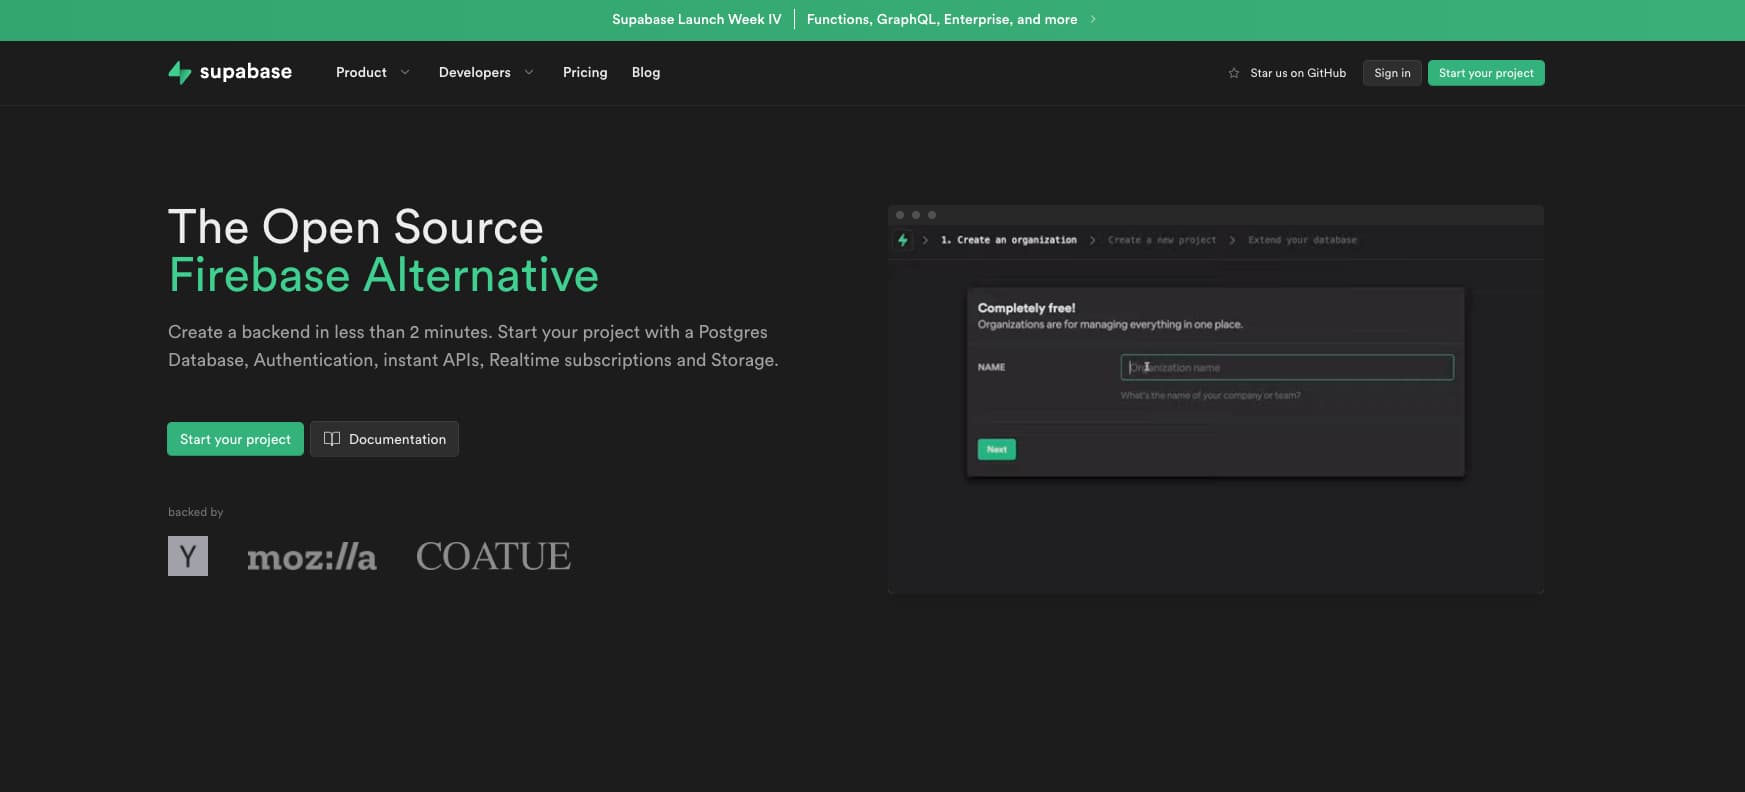 Supabase Launch Week IV
Functions, GraphQL, Enterprise, and more
supabase
Product
Developers
Pricing
Blog
Star us on GitHub
Sign in
Start your project
The Open Source
Firebase Alternative
Create a backend in less than 2 minutes. Start your project with a Postgres
Database, Authentication, instant APIs, Realtime subscriptions and Storage.
Start your project
Documentation
backed by
Y
moz://a
COATUE
1. Create an organization
Create a new project
Extend your database
Completely free!
Organizations are for managing everything in one place.
NAME
Organization name
What's the name of your company or team?
Next